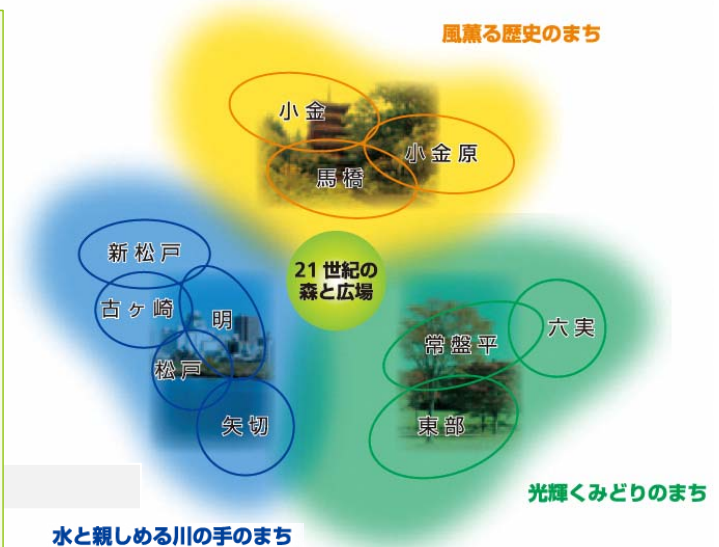 風薫る歴史のまち
小金
小金原
馬橋
新松戸
21世紀の
森と広場
古ヶ崎
明
六実
常盤平
松戸
矢切
東部
光輝くみどりのまち
水と親しめる川の手のまち